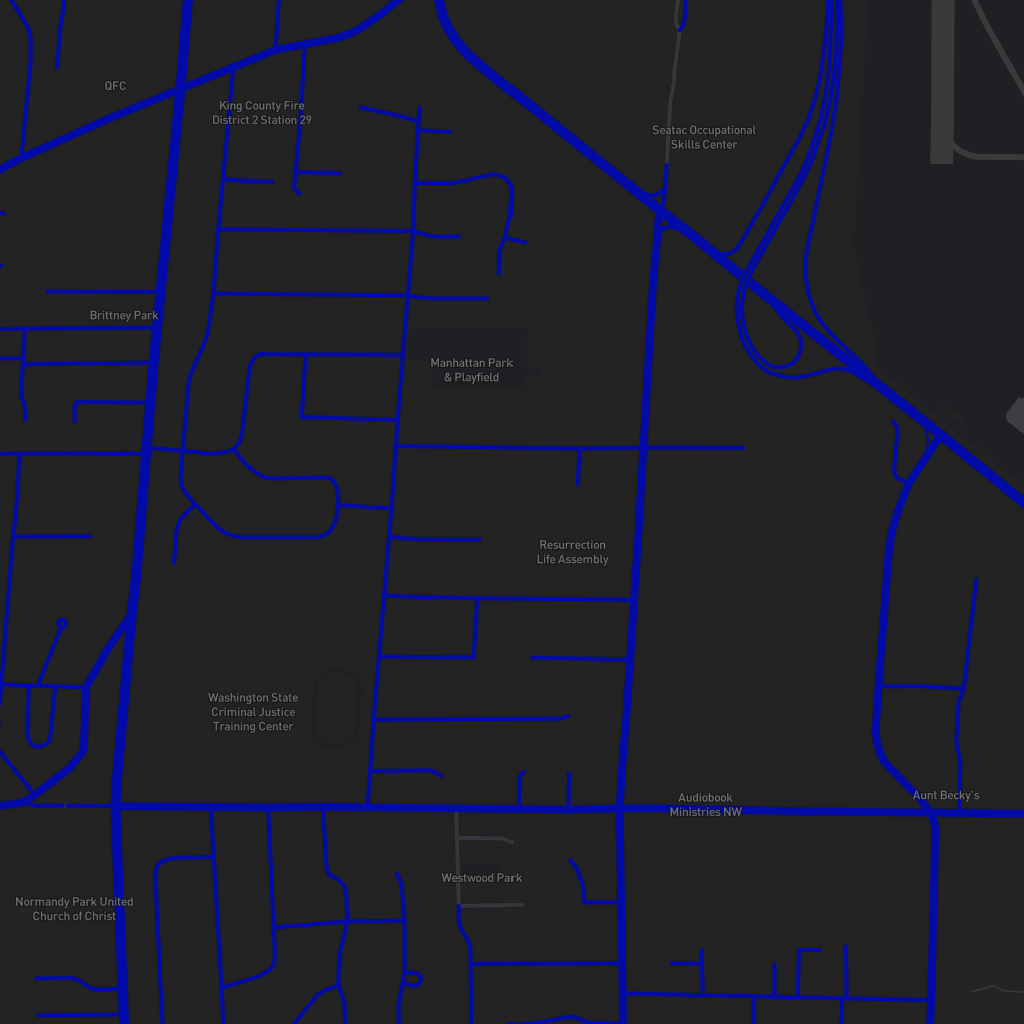 QFC
King County Fire
District 2 Station 29
Seatac Occupational
Skills Center
Brittney Park
Manhattan Park
& Playfield
Resurrection
Life Assembly
Washington State
Criminal Justice
Training Center
Audiobook
Ministries NW
Aunt Becky's
Westwood Park
Normandy Park United
Church of Christ